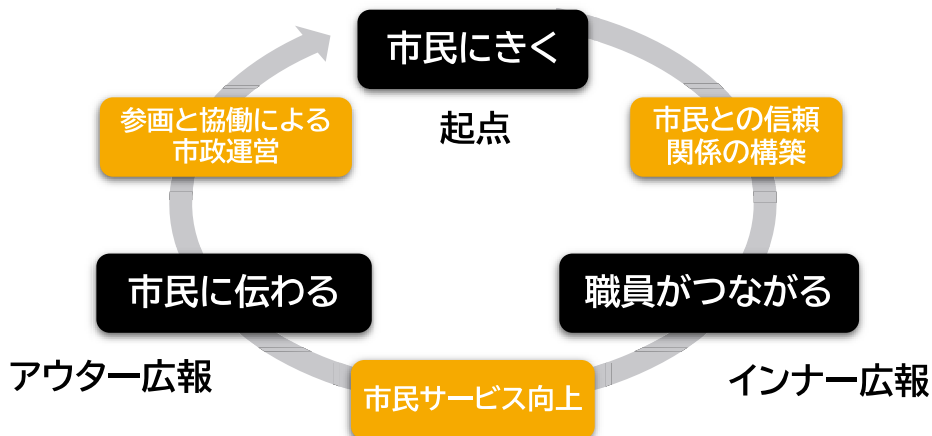 市民にきく
起点
参画と協働による
市政運営
市民との信頼
関係の構築
市民に伝わる
職員がつながる
アウター広報
インナー広報
市民サービス向上